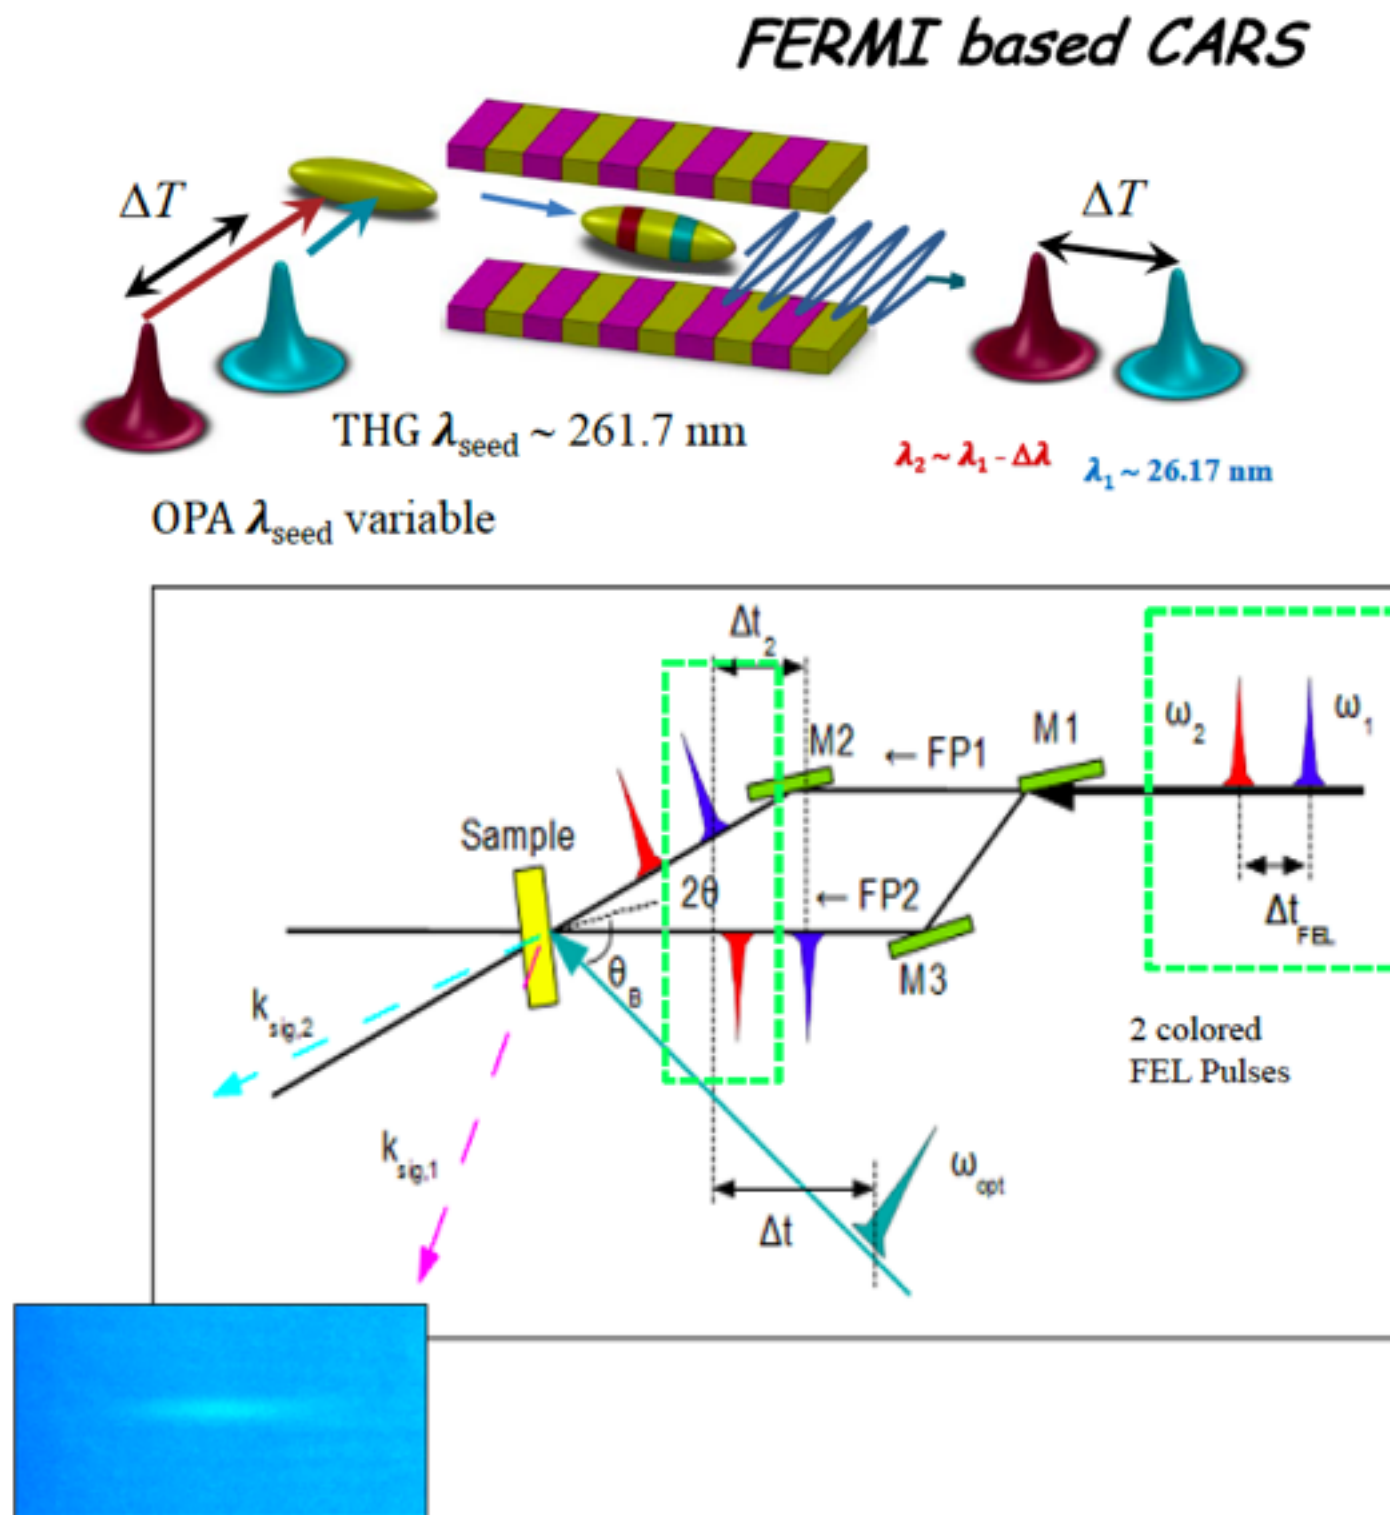 FERMI based CARS
ΔT
ΔT
THG λseed ~ 261.7 nm
λ2 ~ λ1 - Δλ
λ1 ~ 26.17 nm
OPA λseed variable
Δt2
ω2
ω1
M1
M2
← FP1
Sample
2θ
← FP2
ΔtFEL
θB
M3
ksig,2
2 colored
FEL Pulses
ksig,1
ωopt
Δt